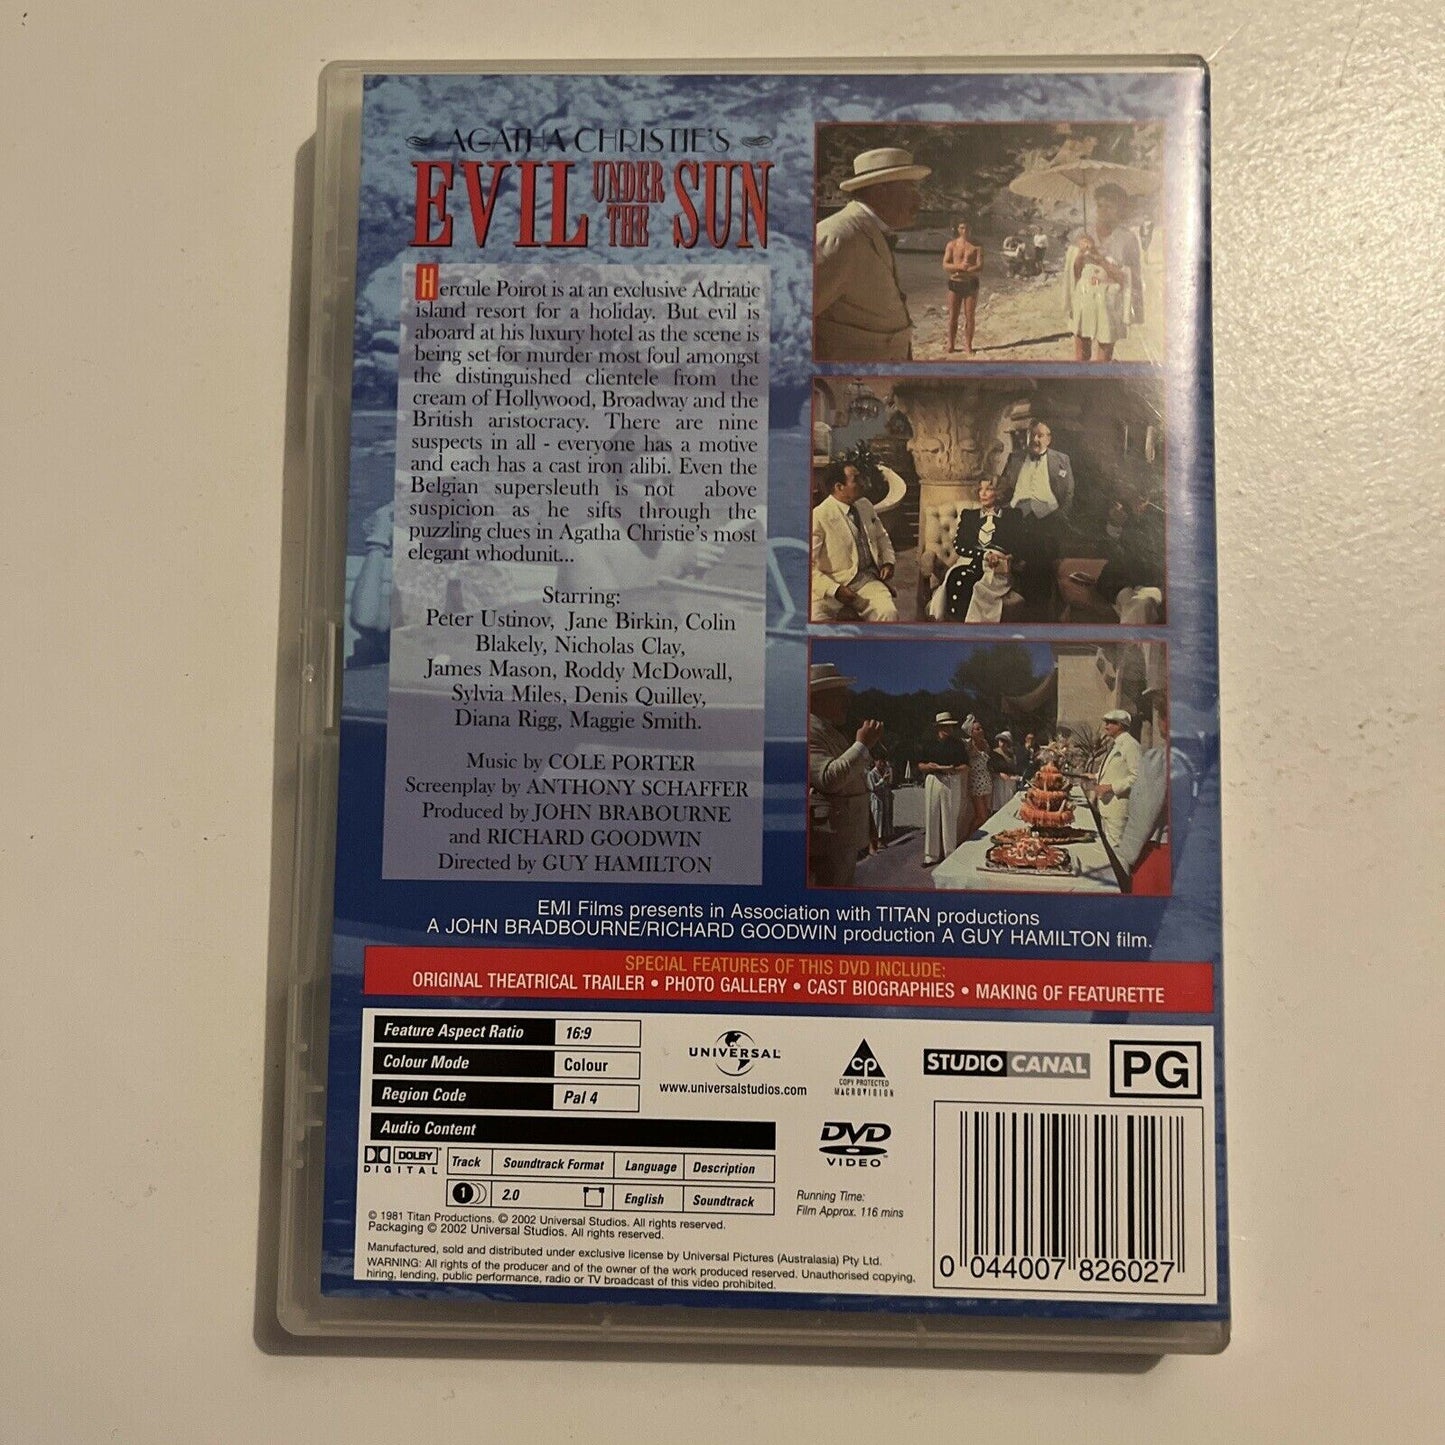 AGATHA CHRISTIE'S
EVIL UNDER THE SUN
Hercule Poirot is at an exclusive Adriatic
island resort for a holiday. But evil is
aboard at his luxury hotel as the scene is
being set for murder most foul amongst
the distinguished clientele from the
cream of Hollywood, Broadway and the
British aristocracy. There are nine
suspects in all - everyone has a motive
and each has a cast iron alibi. Even the
Belgian supersleuth is not above
suspicion as he sifts through the
puzzling clues in Agatha Christie's most
elegant whodunit...
Starring:
Peter Ustinov, Jane Birkin, Colin
Blakely, Nicholas Clay,
James Mason, Roddy McDowall,
Sylvia Miles, Denis Quilley,
Diana Rigg, Maggie Smith.
Music by COLE PORTER
Screenplay by ANTHONY SCHAFFER
Produced by JOHN BRABOURNE
and RICHARD GOODWIN
Directed by GUY HAMILTON
EMI Films presents in Association with TITAN productions
A JOHN BRADBOURNE/RICHARD GOODWIN production A GUY HAMILTON film.
SPECIAL FEATURES OF THIS DVD INCLUDE:
ORIGINAL THEATRICAL TRAILER • PHOTO GALLERY • CAST BIOGRAPHIES • MAKING OF FEATURETTE
Feature Aspect Ratio 16:9
Colour Mode Colour
Region Code Pal 4
Audio Content
DOLBY
DIGITAL
Track Soundtrack Format Language Description
1 2.0 English Soundtrack
UNIVERSAL
www.universalstudios.com
CP
COPY PROTECTED
MACROVISION
STUDIO CANAL
PG
DVD
VIDEO
Running Time:
Film Approx. 116 mins
© 1981 Titan Productions. © 2002 Universal Studios. All rights reserved.
Packaging © 2002 Universal Studios. All rights reserved.
Manufactured, sold and distributed under exclusive license by Universal Pictures (Australasia) Pty Ltd.
WARNING: All rights of the producer and of the owner of the work produced reserved. Unauthorised copying,
hiring, lending, public performance, radio or TV broadcast of this video prohibited.
0 044007 826027